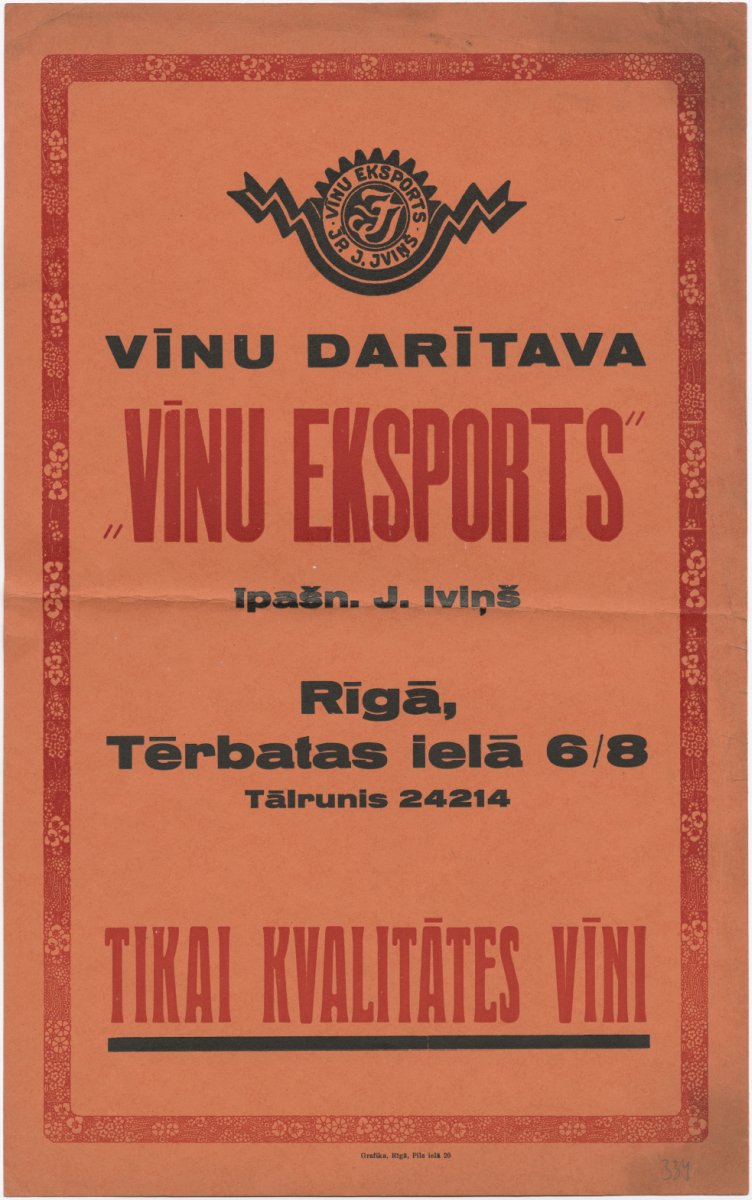 VĪNU EKSPORTS
ĪP. J. IVIŅŠ
VĪNU DARĪTAVA
„VĪNU EKSPORTS“
Īpašn. J. Iviņš
Rīgā,
Tērbatas ielā 6/8
Tālrunis 24214
TIKAI KVALITĀTES VĪNI
Grafika, Rīgā, Pils ielā 20
334